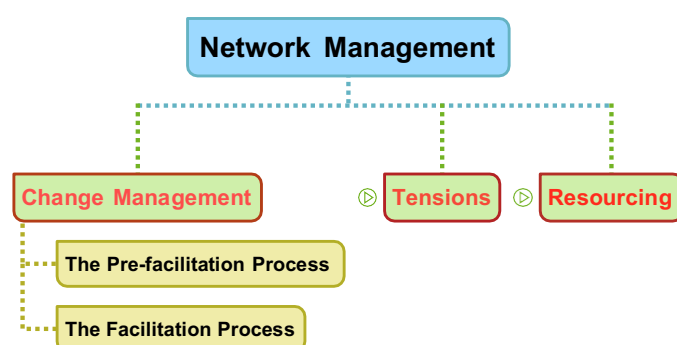 Network Management
Change Management
Tensions
Resourcing
The Pre-facilitation Process
The Facilitation Process